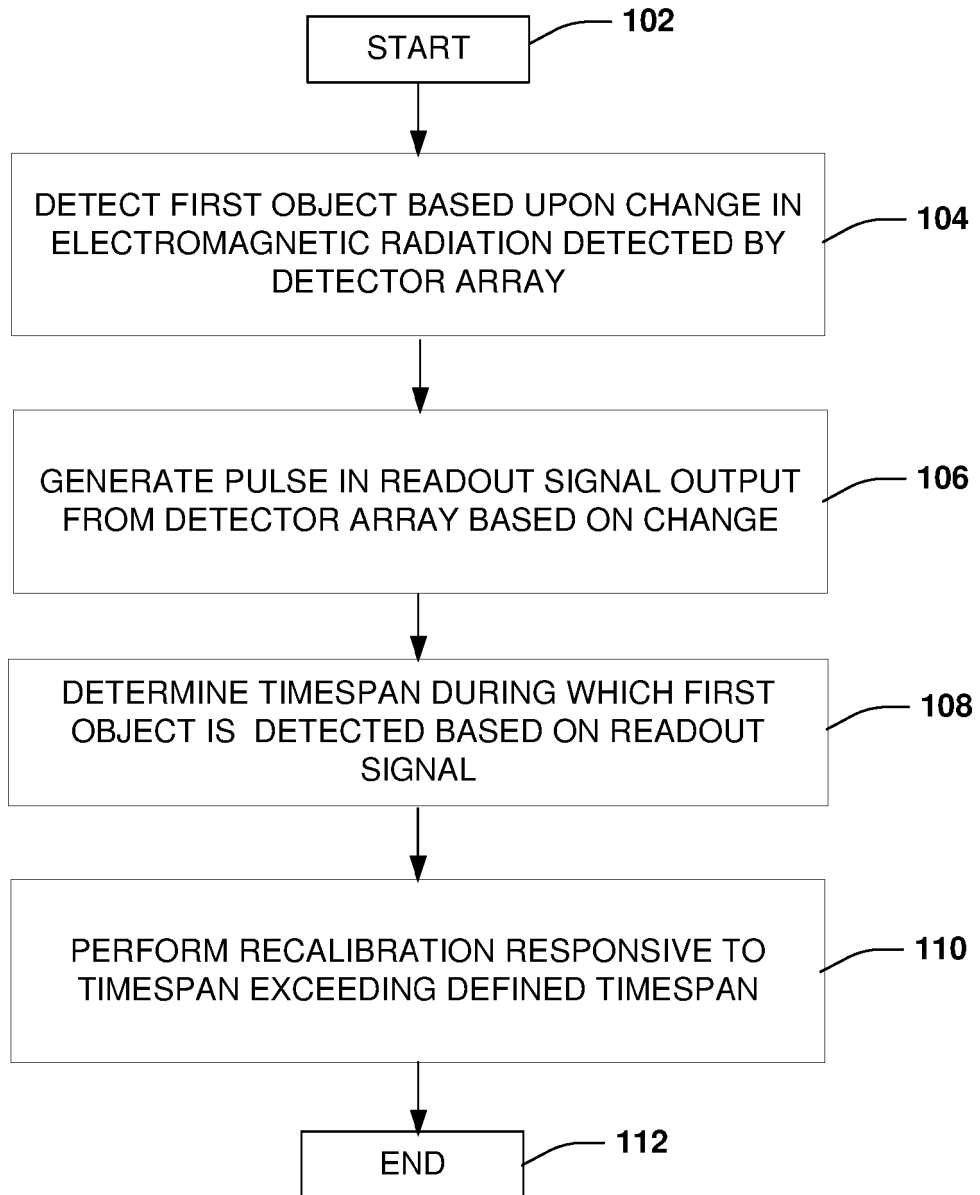 START
102
DETECT FIRST OBJECT BASED UPON CHANGE IN
ELECTROMAGNETIC RADIATION DETECTED BY
DETECTOR ARRAY
104
GENERATE PULSE IN READOUT SIGNAL OUTPUT
FROM DETECTOR ARRAY BASED ON CHANGE
106
DETERMINE TIMESPAN DURING WHICH FIRST
OBJECT IS DETECTED BASED ON READOUT
SIGNAL
108
PERFORM RECALIBRATION RESPONSIVE TO
TIMESPAN EXCEEDING DEFINED TIMESPAN
110
END
112